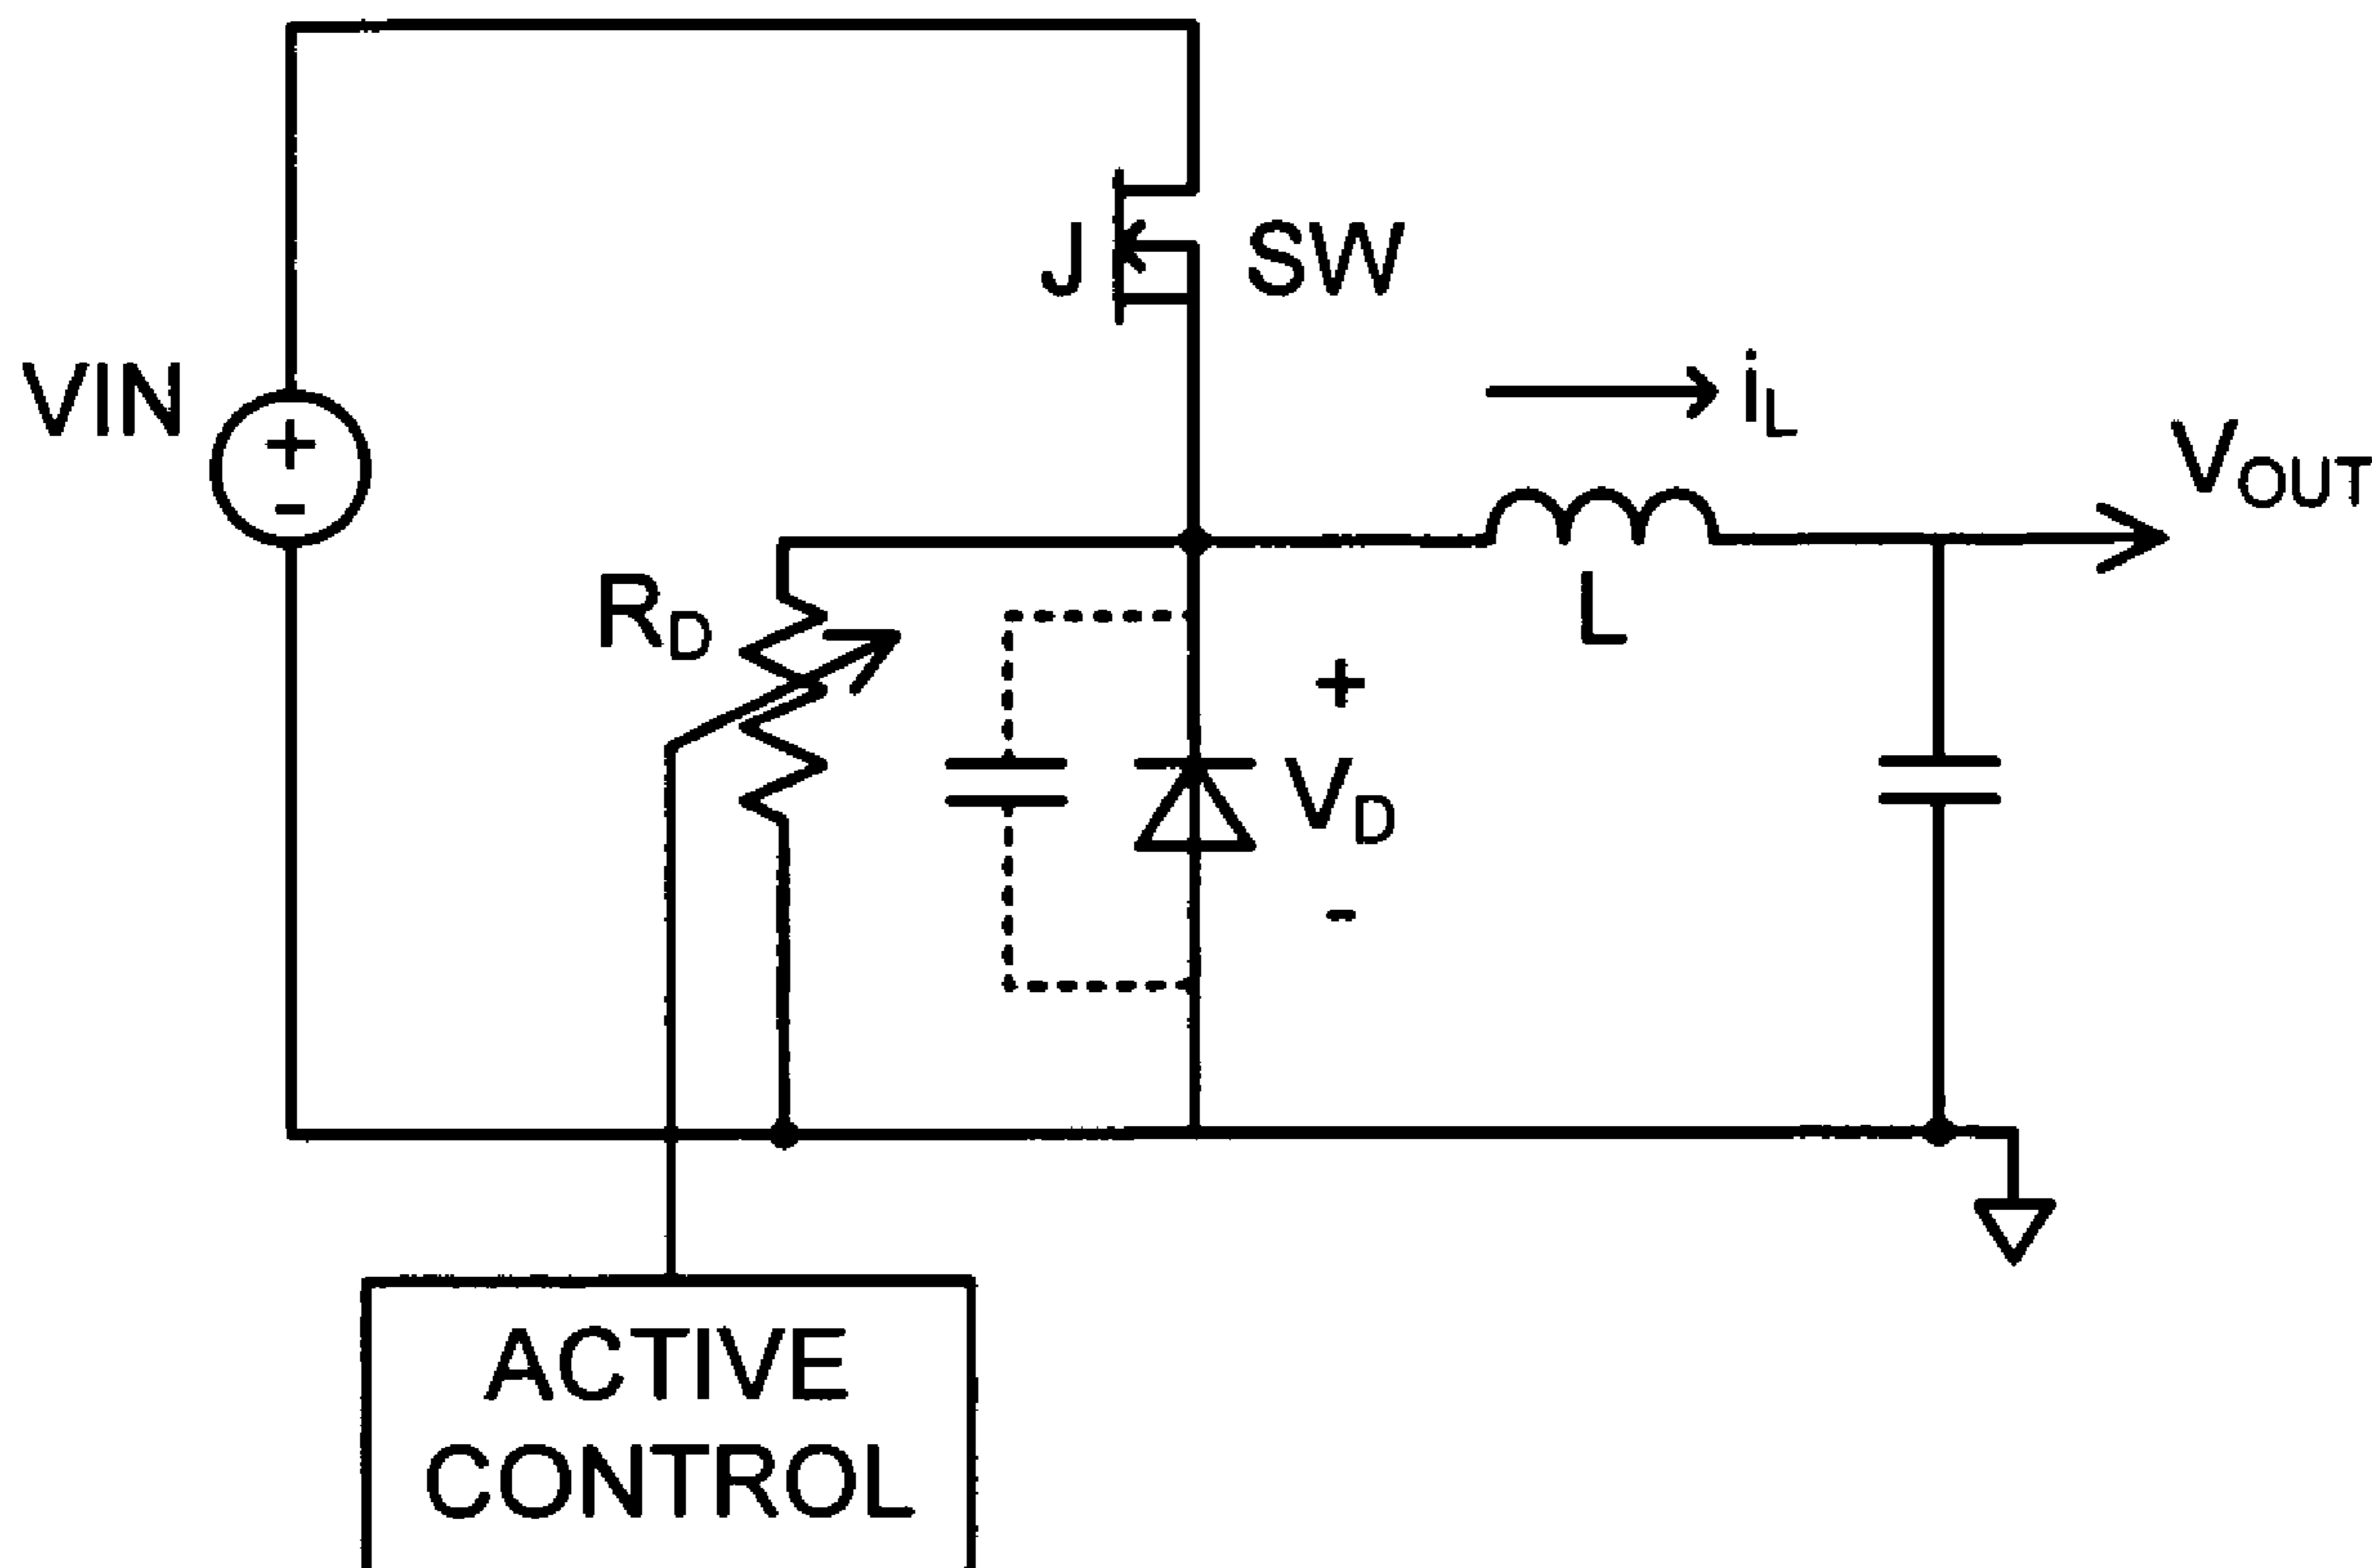 SW
VIN
+
-
iL
VOUT
RD
L
+
VD
-
ACTIVE
CONTROL